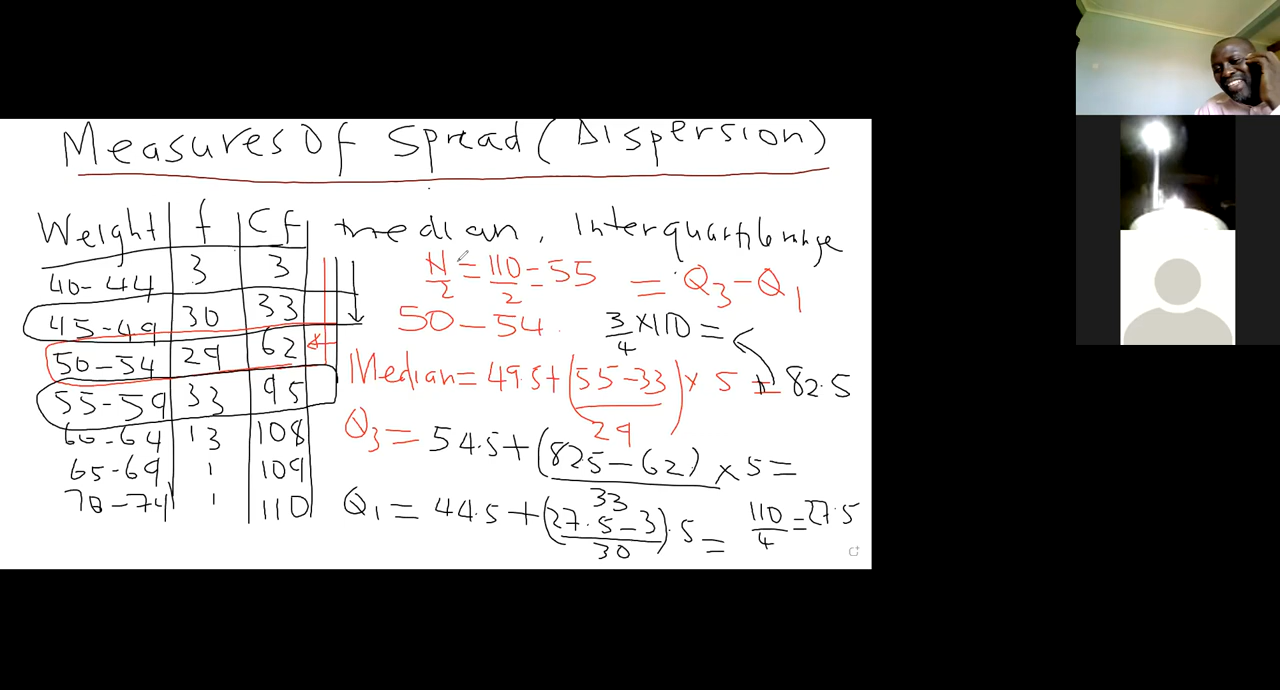 Measures Of Spread (Dispersion)
Weight f Cf
40-44 3 3
45-49 30 33
50-54 29 62
55-59 33 95
60-64 13 108
65-69 1 109
70-74 1 110
median, Interquartile range
N/2 = 110/2 = 55
= Q3-Q1
50-54
3/4 ×110 =
82.5
Median = 49.5+(55-33)/29 × 5 =
Q3 = 54.5+(825-62)/33 ×5 =
Q1 = 44.5+(27.5-3)/30 . 5 =
110/4 = 27.5